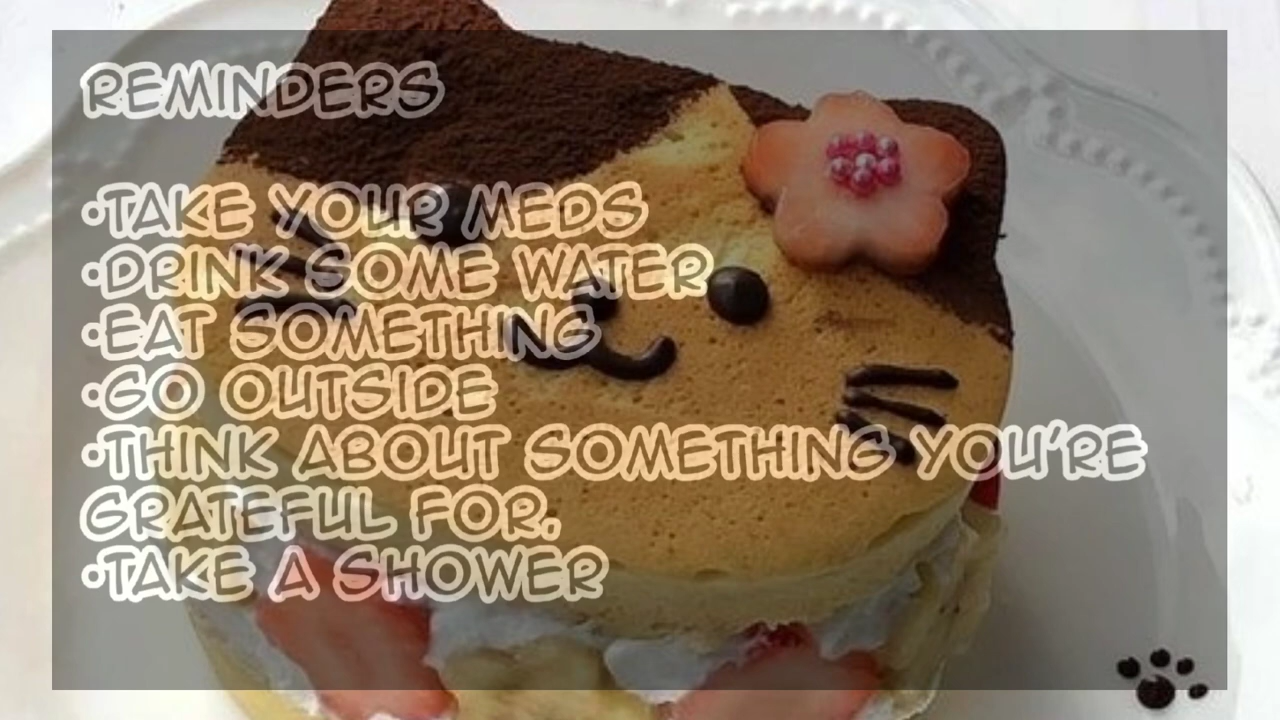 REMINDERS
•TAKE YOUR MEDS
•DRINK SOME WATER
•EAT SOMETHING
•GO OUTSIDE
•THINK ABOUT SOMETHING YOU'RE
GRATEFUL FOR.
•TAKE A SHOWER